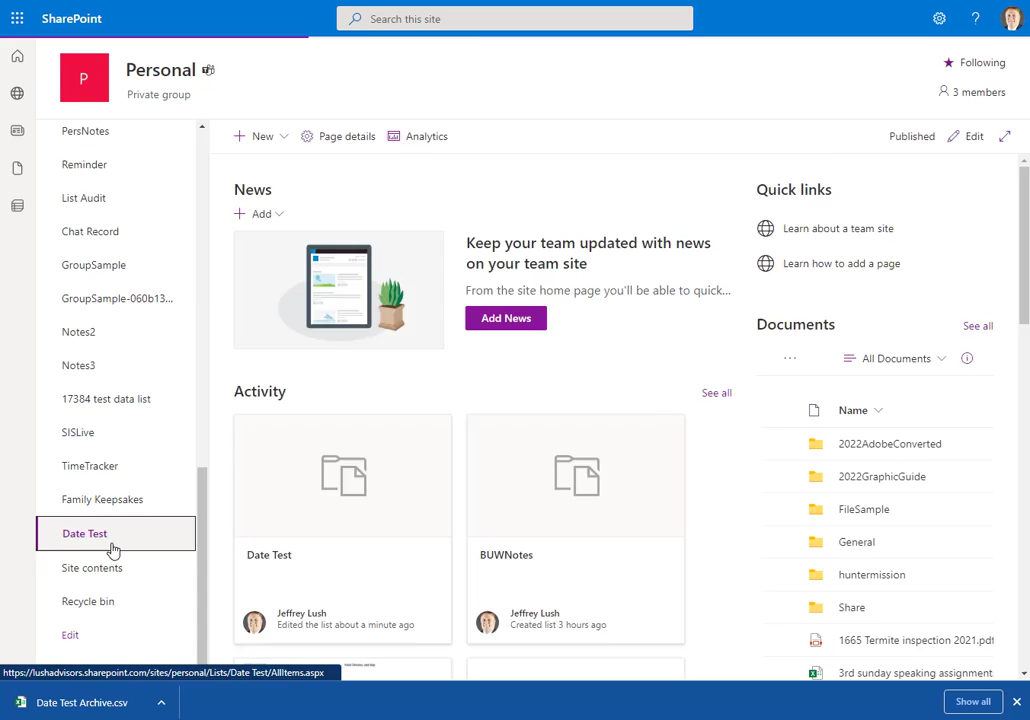 SharePoint
Search this site
P
Personal
Private group
Following
3 members
PersNotes
Reminder
List Audit
Chat Record
GroupSample
GroupSample-060b13...
Notes2
Notes3
17384 test data list
SISLive
TimeTracker
Family Keepsakes
Date Test
Site contents
Recycle bin
Edit
New
Page details
Analytics
Published
Edit
News
Add
Keep your team updated with news
on your team site
From the site home page you'll be able to quick...
Add News
Activity
See all
Date Test
Jeffrey Lush
Edited the list about a minute ago
BUWNotes
Jeffrey Lush
Created list 3 hours ago
Quick links
Learn about a team site
Learn how to add a page
Documents
See all
All Documents
Name
2022AdobeConverted
2022GraphicGuide
FileSample
General
huntermission
Share
1665 Termite inspection 2021.pdf
3rd sunday speaking assignment
https://lushadvisors.sharepoint.com/sites/personal/Lists/Date Test/AllItems.aspx
Date Test Archive.csv
Show all